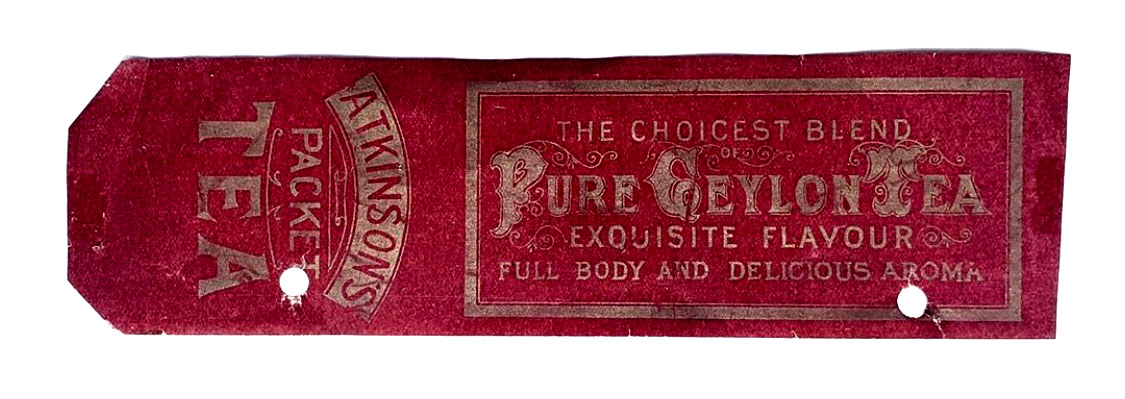 ATKINSONS
PACKET
TEA
THE CHOICEST BLEND
OF
PURE CEYLON TEA
EXQUISITE FLAVOUR
FULL BODY AND DELICIOUS AROMA